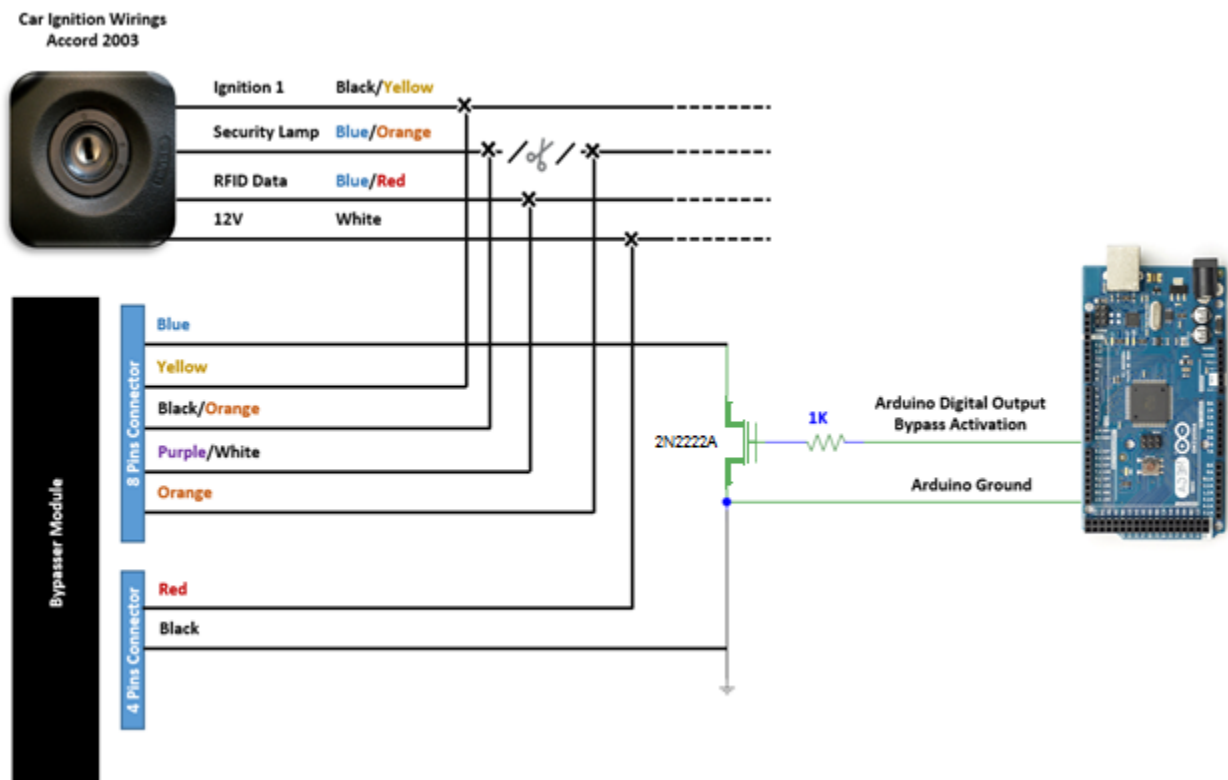 Car Ignition Wirings
Accord 2003
Ignition 1 Black/Yellow
Security Lamp Blue/Orange
RFID Data Blue/Red
12V White
Bypasser Module
8 Pins Connector
Blue
Yellow
Black/Orange
Purple/White
Orange
4 Pins Connector
Red
Black
2N2222A
1K
Arduino Digital Output
Bypass Activation
Arduino Ground